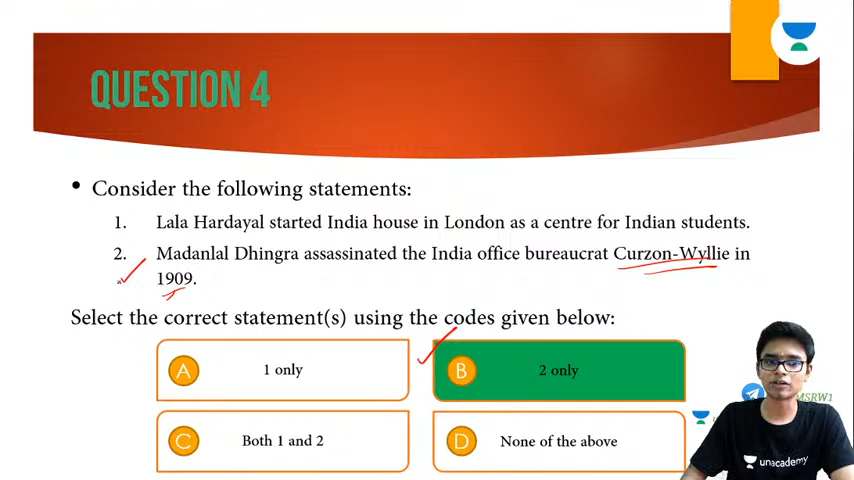 QUESTION 4
• Consider the following statements:
1. Lala Hardayal started India house in London as a centre for Indian students.
2. Madanlal Dhingra assassinated the India office bureaucrat Curzon-Wyllie in
1909.
Select the correct statement(s) using the codes given below:
A 1 only
B 2 only
C Both 1 and 2
D None of the above
MSRW1
unacademy